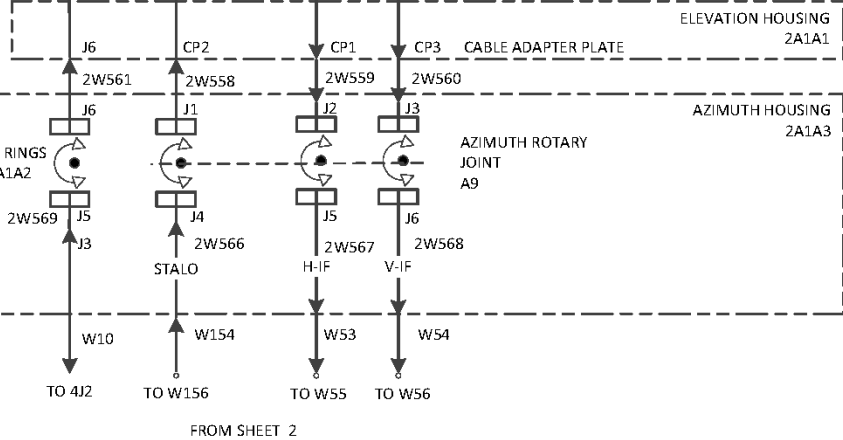 ELEVATION HOUSING
2A1A1
J6
CP2
CP1
CP3
CABLE ADAPTER PLATE
2W561
2W558
2W559
2W560
AZIMUTH HOUSING
2A1A3
J6
J1
J2
J3
RINGS
A1A2
AZIMUTH ROTARY
JOINT
A9
2W569
J5
J4
J5
J6
J3
2W566
2W567
2W568
STALO
H-IF
V-IF
W10
W154
W53
W54
TO 4J2
TO W156
TO W55
TO W56
FROM SHEET 2